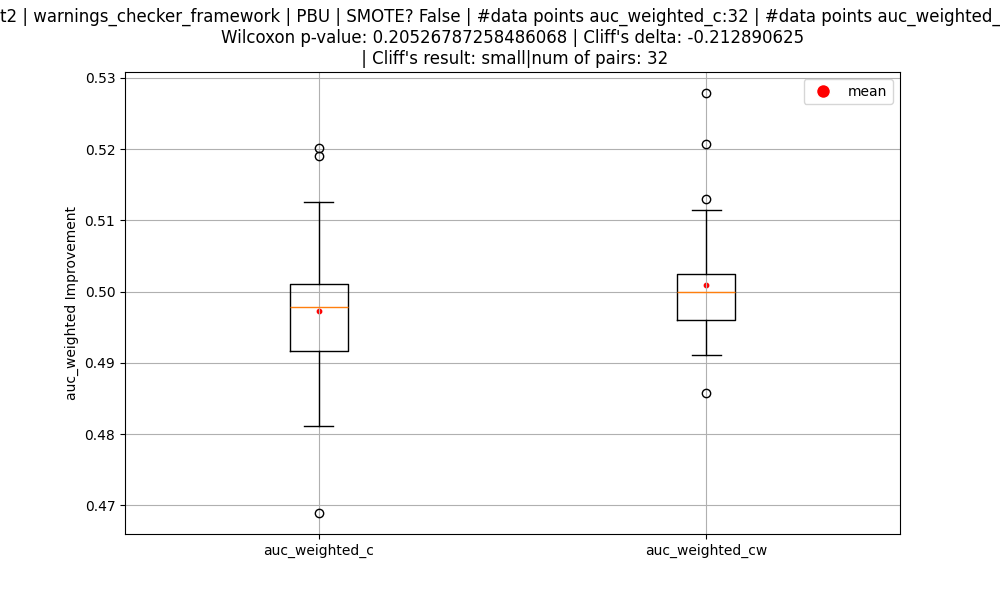 t2 | warnings_checker_framework | PBU | SMOTE? False | #data points auc_weighted_c:32 | #data points auc_weighted_
Wilcoxon p-value: 0.20526787258486068 | Cliff's delta: -0.212890625
| Cliff's result: small|num of pairs: 32
mean
0.53
0.52
0.51
0.50
0.49
0.48
0.47
auc_weighted Improvement
auc_weighted_c
auc_weighted_cw